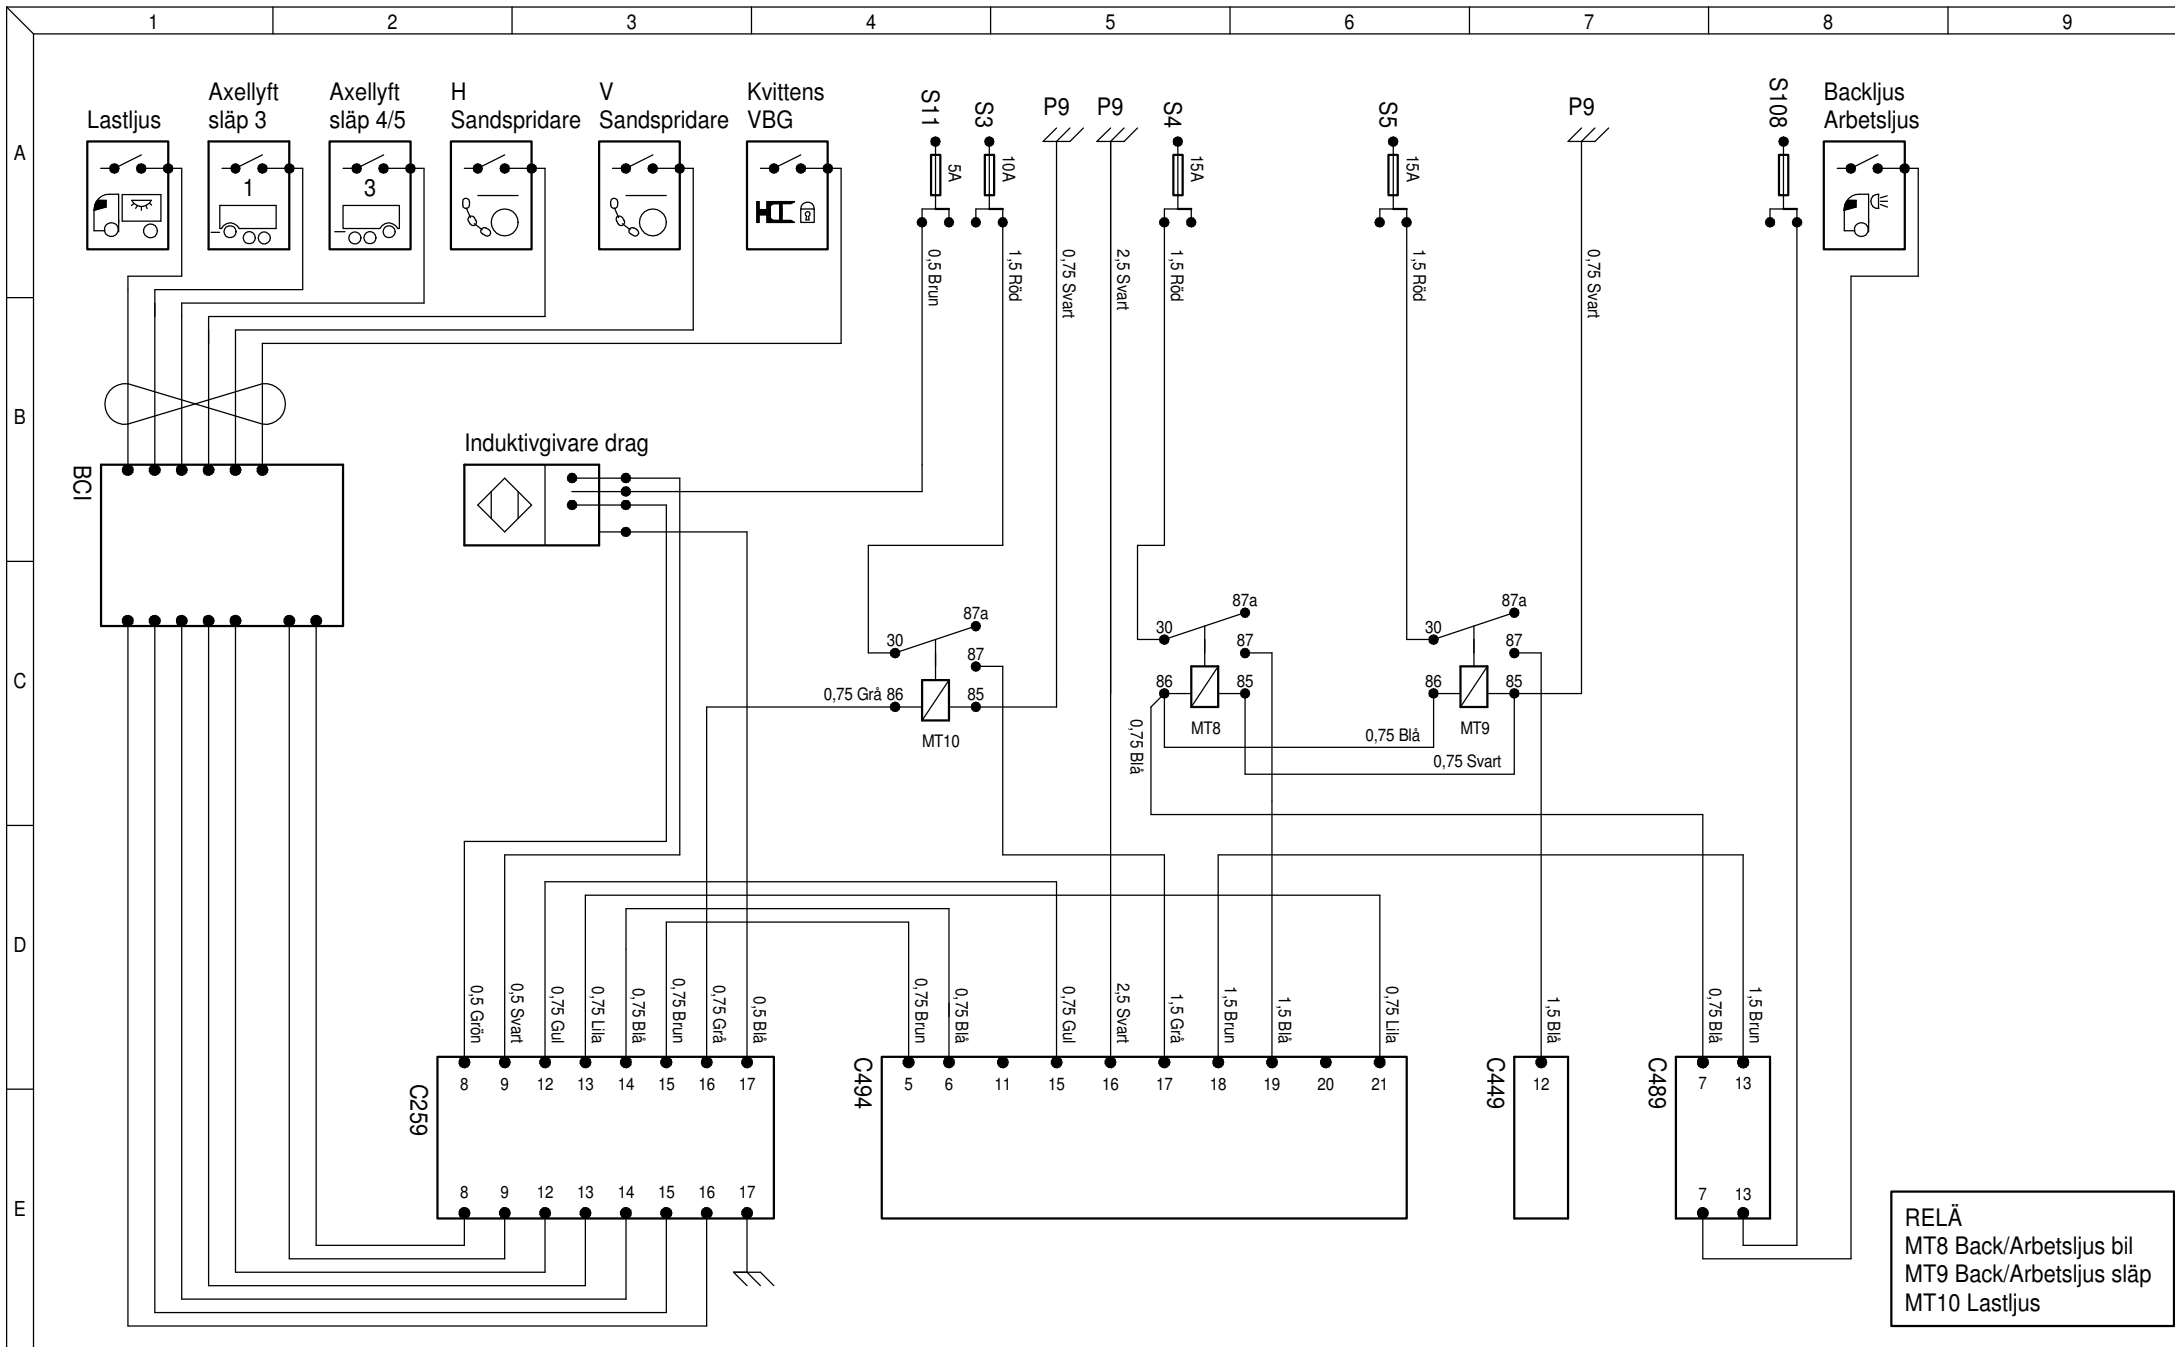 1 2 3 4 5 6 7 8 9
A
B
C
D
E
Lastljus
Axellyft
släp 3
1
Axellyft
släp 4/5
3
H
Sandspridare
V
Sandspridare
Kvittens
VBG
S11
5A
S3
10A
P9
P9
S4
15A
S5
15A
P9
S108
Backljus
Arbetsljus
0,5 Brun
1,5 Röd
0,75 Svart
2,5 Svart
1,5 Röd
1,5 Röd
0,75 Svart
BCI
Induktivgivare drag
30
87a
87
0,75 Grå 86
85
MT10
30
87a
87
86
85
MT8
30
87a
87
86
85
MT9
0,75 Blå
0,75 Blå
0,75 Svart
0,5 Grön
0,5 Svart
0,75 Gul
0,75 Lila
0,75 Blå
0,75 Brun
0,75 Grå
0,5 Blå
0,75 Brun
0,75 Blå
0,75 Gul
2,5 Svart
1,5 Grå
1,5 Brun
1,5 Blå
0,75 Lila
1,5 Blå
0,75 Blå
1,5 Brun
C259
8 9 12 13 14 15 16 17
8 9 12 13 14 15 16 17
C494
5 6 11 15 16 17 18 19 20 21
C449
12
C489
7 13
7 13
RELÄ
MT8 Back/Arbetsljus bil
MT9 Back/Arbetsljus släp
MT10 Lastljus